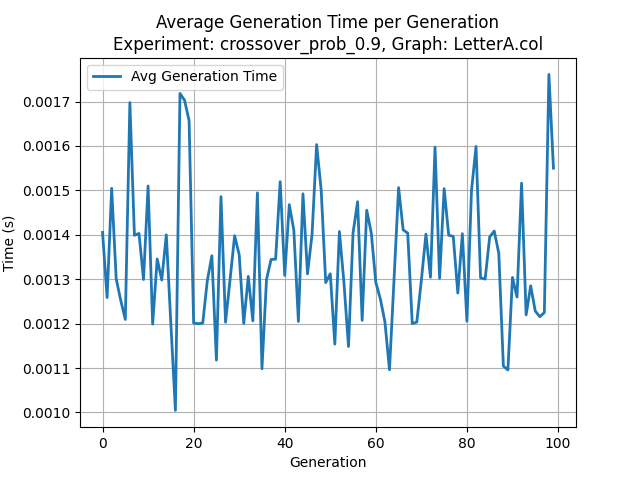 Average Generation Time per Generation
Experiment: crossover_prob_0.9, Graph: LetterA.col
Avg Generation Time
0.0017
0.0016
0.0015
0.0014
0.0013
0.0012
0.0011
0.0010
Time (s)
0 20 40 60 80 100
Generation